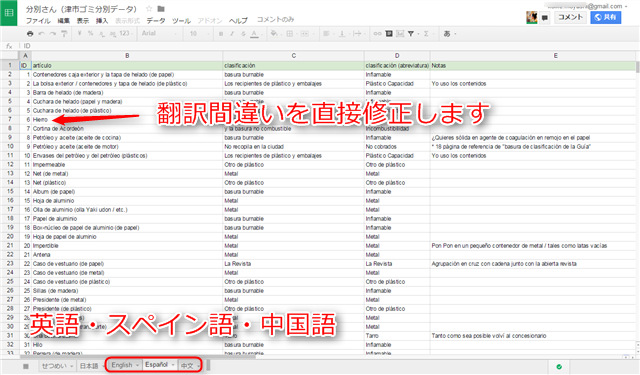 分別さん（津市ゴミ分別データ）
ファイル 編集 表示 挿入 表示形式 データ ツール アドオン ヘルプ コメントのみ
コメント 共有
Arial
ID
A B C D E
1 ID artículo clasificación clasificación (abreviatura) Notas
2 1 Contenedores caja exterior y la tapa de helado (de papel) basura burnable Inflamable
3 2 La bolsa exterior / contenedores y tapa de helado (de plástico) Los recipientes de plástico y embalajes Plástico Capacidad Yo uso los contenidos
4 3 Barra de helado (de madera) basura burnable Inflamable
5 4 Cuchara de helado (papel y madera)
6 5 Cuchara de helado (de plástico)
7 6 Hierro
8 7 Cortina de Acordeón y la basura no combustible Incombustibilidad
9 8 Petróleo y aceite (aceite de cocina) basura burnable Inflamable ¿Quieres sólida en agente de coagulación en remojo en el papel
10 9 Petróleo y aceite (aceite de motor) No recopila en la ciudad No cobrados * 18 página de referencia de "basura de clasificación de la Guía"
11 10 Envases del petróleo y del petróleo (plásticos) Los recipientes de plástico y embalajes Plástico Capacidad Yo uso los contenidos
12 11 Impermeable Otro de plástico Otro de plástico
13 12 Net (de metal) Metal Metal
14 13 Net (plástico) Otro de plástico Otro de plástico
15 14 Álbum (de papel) basura burnable Inflamable
16 15 Hoja de aluminio Metal Metal
17 16 Olla de aluminio (olla Yaki udon / etc.) Metal Metal
18 17 Papel de aluminio basura burnable Inflamable
19 18 Box-núcleo de papel de aluminio (de papel) basura burnable Inflamable
20 19 Hoja de papel de aluminio Metal Metal
21 20 Imperdible Metal Metal Pon Pon en un pequeño contenedor de metal / tales como latas vacías
22 21 Antena Metal Metal
23 22 Caso de vestuario (de papel) La Revista La Revista Agrupación en cruz con cadena junto con la abierta revista
24 23 Caso de vestuario (de metal) Metal Metal
25 24 Caso de vestuario (de plástico) Otro de plástico Otro de plástico
26 25 Sillas (de madera) basura burnable Inflamable
27 26 Presidente (de metal) Metal Metal
28 27 Presidente (de plástico) Otro de plástico Otro de plástico
Metal Metal
Tarro Tanto como sea posible volví al concesionario
32 31 Hilo basura burnable Inflamable
翻訳間違いを直接修正します
英語・スペイン語・中国語
せつめい 日本語 English Español 中文